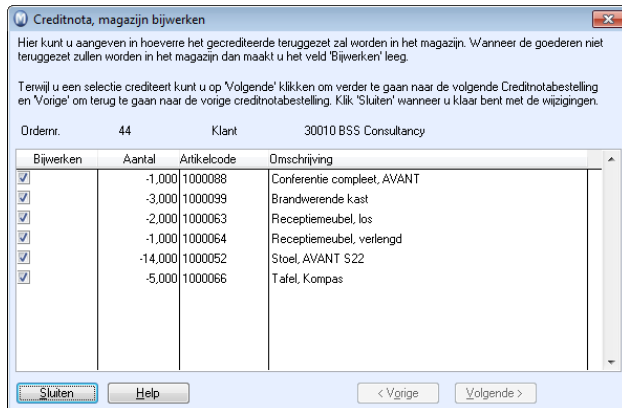 Creditnota, magazijn bijwerken
Hier kunt u aangeven in hoeverre het gecrediteerde teruggezet zal worden in het magazijn. Wanneer de goederen niet
teruggezet zullen worden in het magazijn dan maakt u het veld 'Bijwerken' leeg.
Terwijl u een selectie crediteert kunt u op 'Volgende' klikken om verder te gaan naar de volgende Creditnotabestelling
en 'Vorige' om terug te gaan naar de vorige creditnotabestelling. Klik 'Sluiten' wanneer u klaar bent met de wijzigingen.
Ordernr. 44 Klant 30010 BSS Consultancy
Bijwerken Aantal Artikelcode Omschrijving
-1,000 1000088 Conferentie compleet, AVANT
-3,000 1000099 Brandwerende kast
-2,000 1000063 Receptiemeubel, los
-1,000 1000064 Receptiemeubel, verlengd
-14,000 1000052 Stoel, AVANT S22
-5,000 1000066 Tafel, Kompas
Sluiten Help < Vorige Volgende >